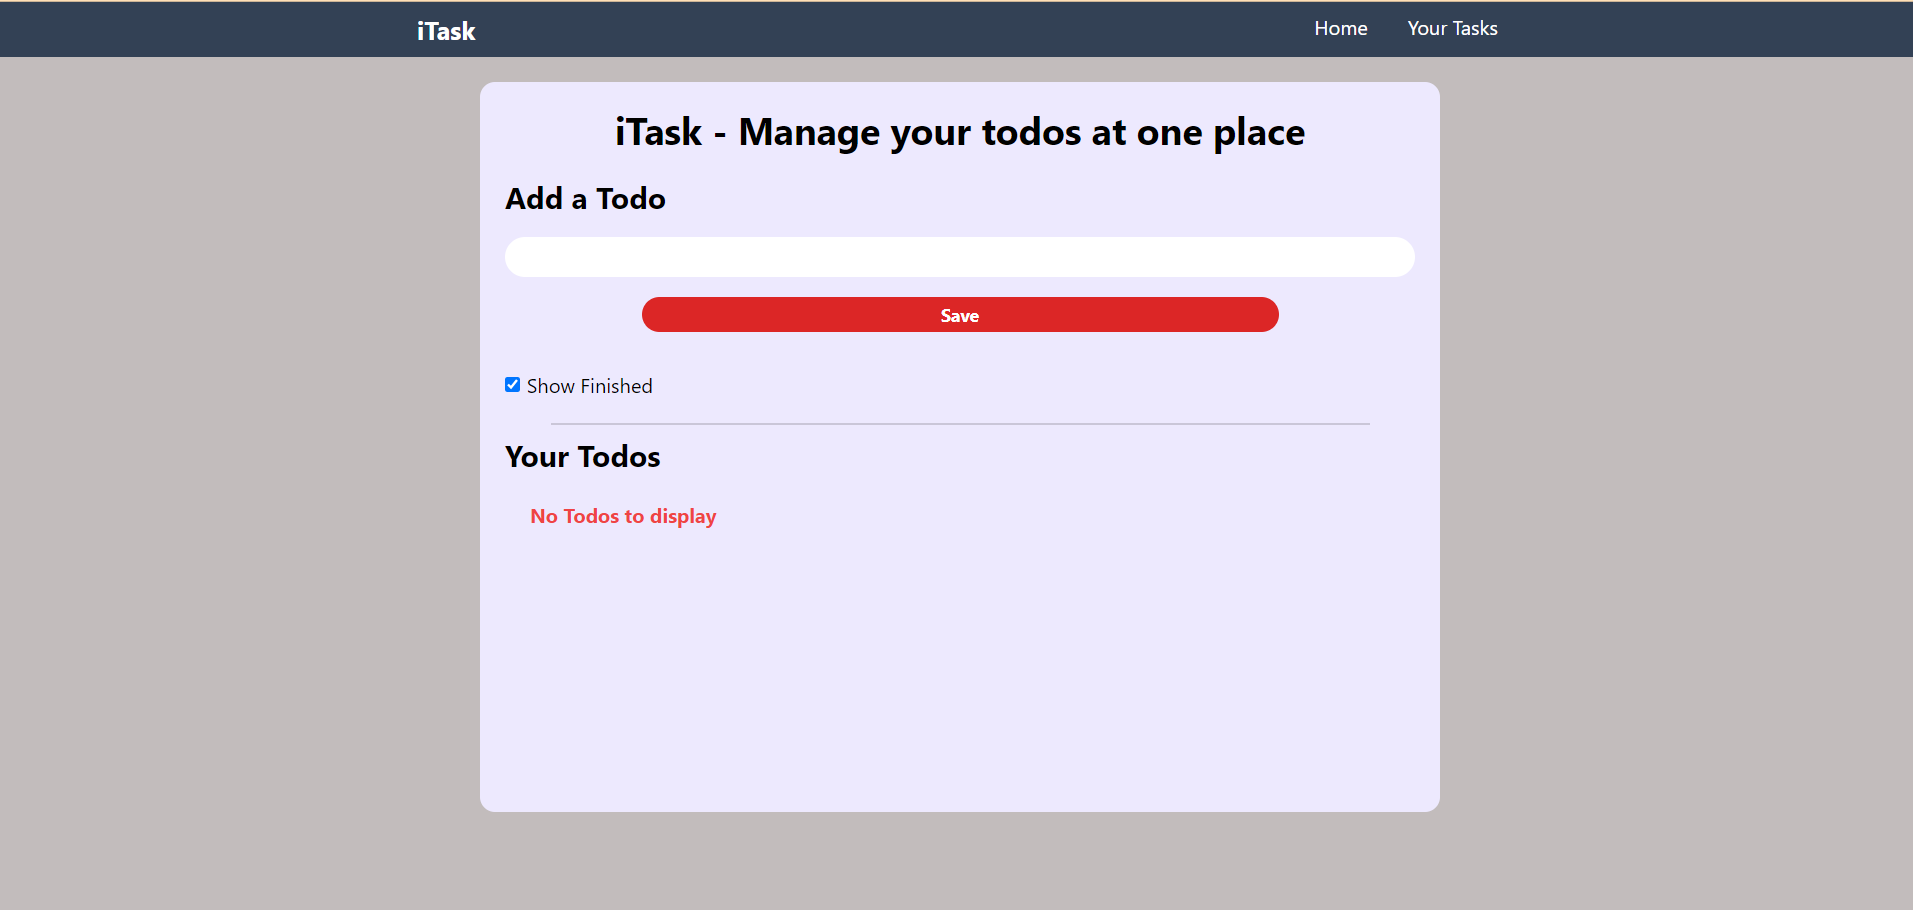 iTask
Home Your Tasks
iTask - Manage your todos at one place
Add a Todo
Save
Show Finished
Your Todos
No Todos to display